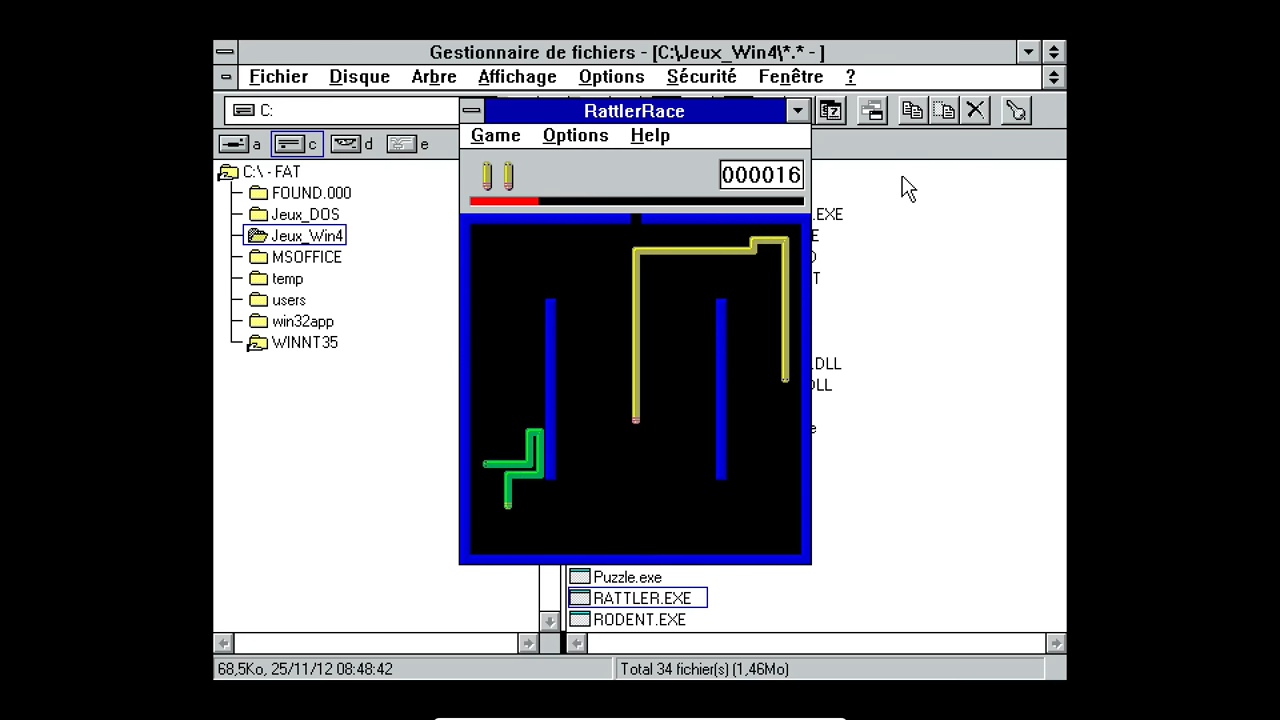 Gestionnaire de fichiers - [C:\Jeux_Win4\*.* - ]
Fichier Disque Arbre Affichage Options Sécurité Fenêtre ?
C:
RattlerRace
Game Options Help
a c d e
000016
C:\ - FAT
FOUND.000
Jeux_DOS
.EXE
Jeux_Win4
E
MSOFFICE
temp
T
users
win32app
WINNT35
.DLL
LL
e
Puzzle.exe
RATTLER.EXE
RODENT.EXE
68,5Ko, 25/11/12 08:48:42
Total 34 fichier(s) (1,46Mo)